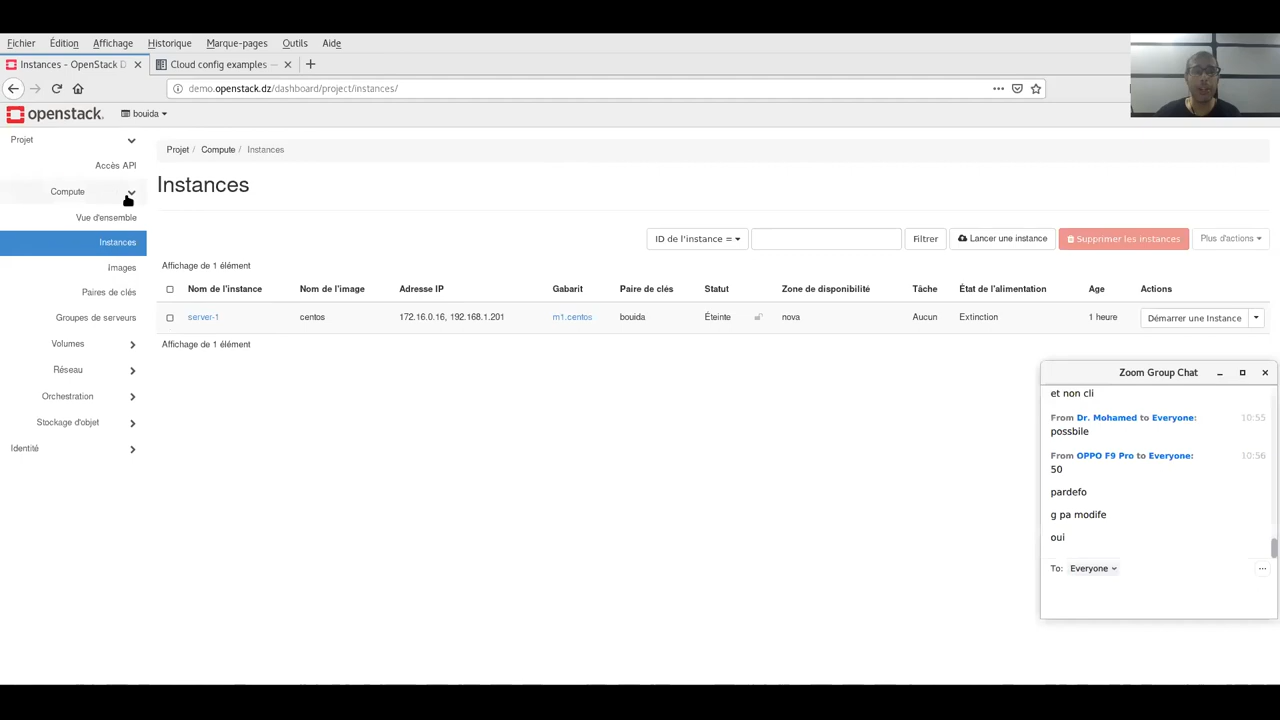 Fichier Édition Affichage Historique Marque-pages Outils Aide
Instances - OpenStack D
Cloud config examples —
demo.openstack.dz/dashboard/project/instances/
openstack. bouida
Projet
Accès API
Compute
Vue d'ensemble
Instances
Images
Paires de clés
Groupes de serveurs
Volumes
Réseau
Orchestration
Stockage d'objet
Identité
Projet / Compute / Instances
Instances
ID de l'instance = Filtrer Lancer une instance Supprimer les instances Plus d'actions
Affichage de 1 élément
Nom de l'instance Nom de l'image Adresse IP Gabarit Paire de clés Statut Zone de disponibilité Tâche État de l'alimentation Age Actions
server-1 centos 172.16.0.16, 192.168.1.201 m1.centos bouida Éteinte nova Aucun Extinction 1 heure Démarrer une Instance
Affichage de 1 élément
Zoom Group Chat
et non cli
From Dr. Mohamed to Everyone: 10:55
possbile
From OPPO F9 Pro to Everyone: 10:56
50
pardefo
g pa modife
oui
To: Everyone